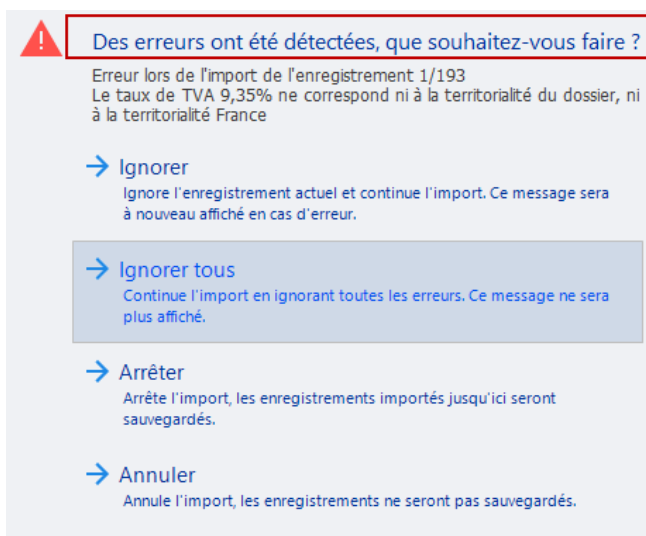 Des erreurs ont été détectées, que souhaitez-vous faire ?
Erreur lors de l'import de l'enregistrement 1/193
Le taux de TVA 9,35% ne correspond ni à la territorialité du dossier, ni
à la territorialité France
Ignorer
Ignore l'enregistrement actuel et continue l'import. Ce message sera
à nouveau affiché en cas d'erreur.
Ignorer tous
Continue l'import en ignorant toutes les erreurs. Ce message ne sera
plus affiché.
Arrêter
Arrête l'import, les enregistrements importés jusqu'ici seront
sauvegardés.
Annuler
Annule l'import, les enregistrements ne seront pas sauvegardés.